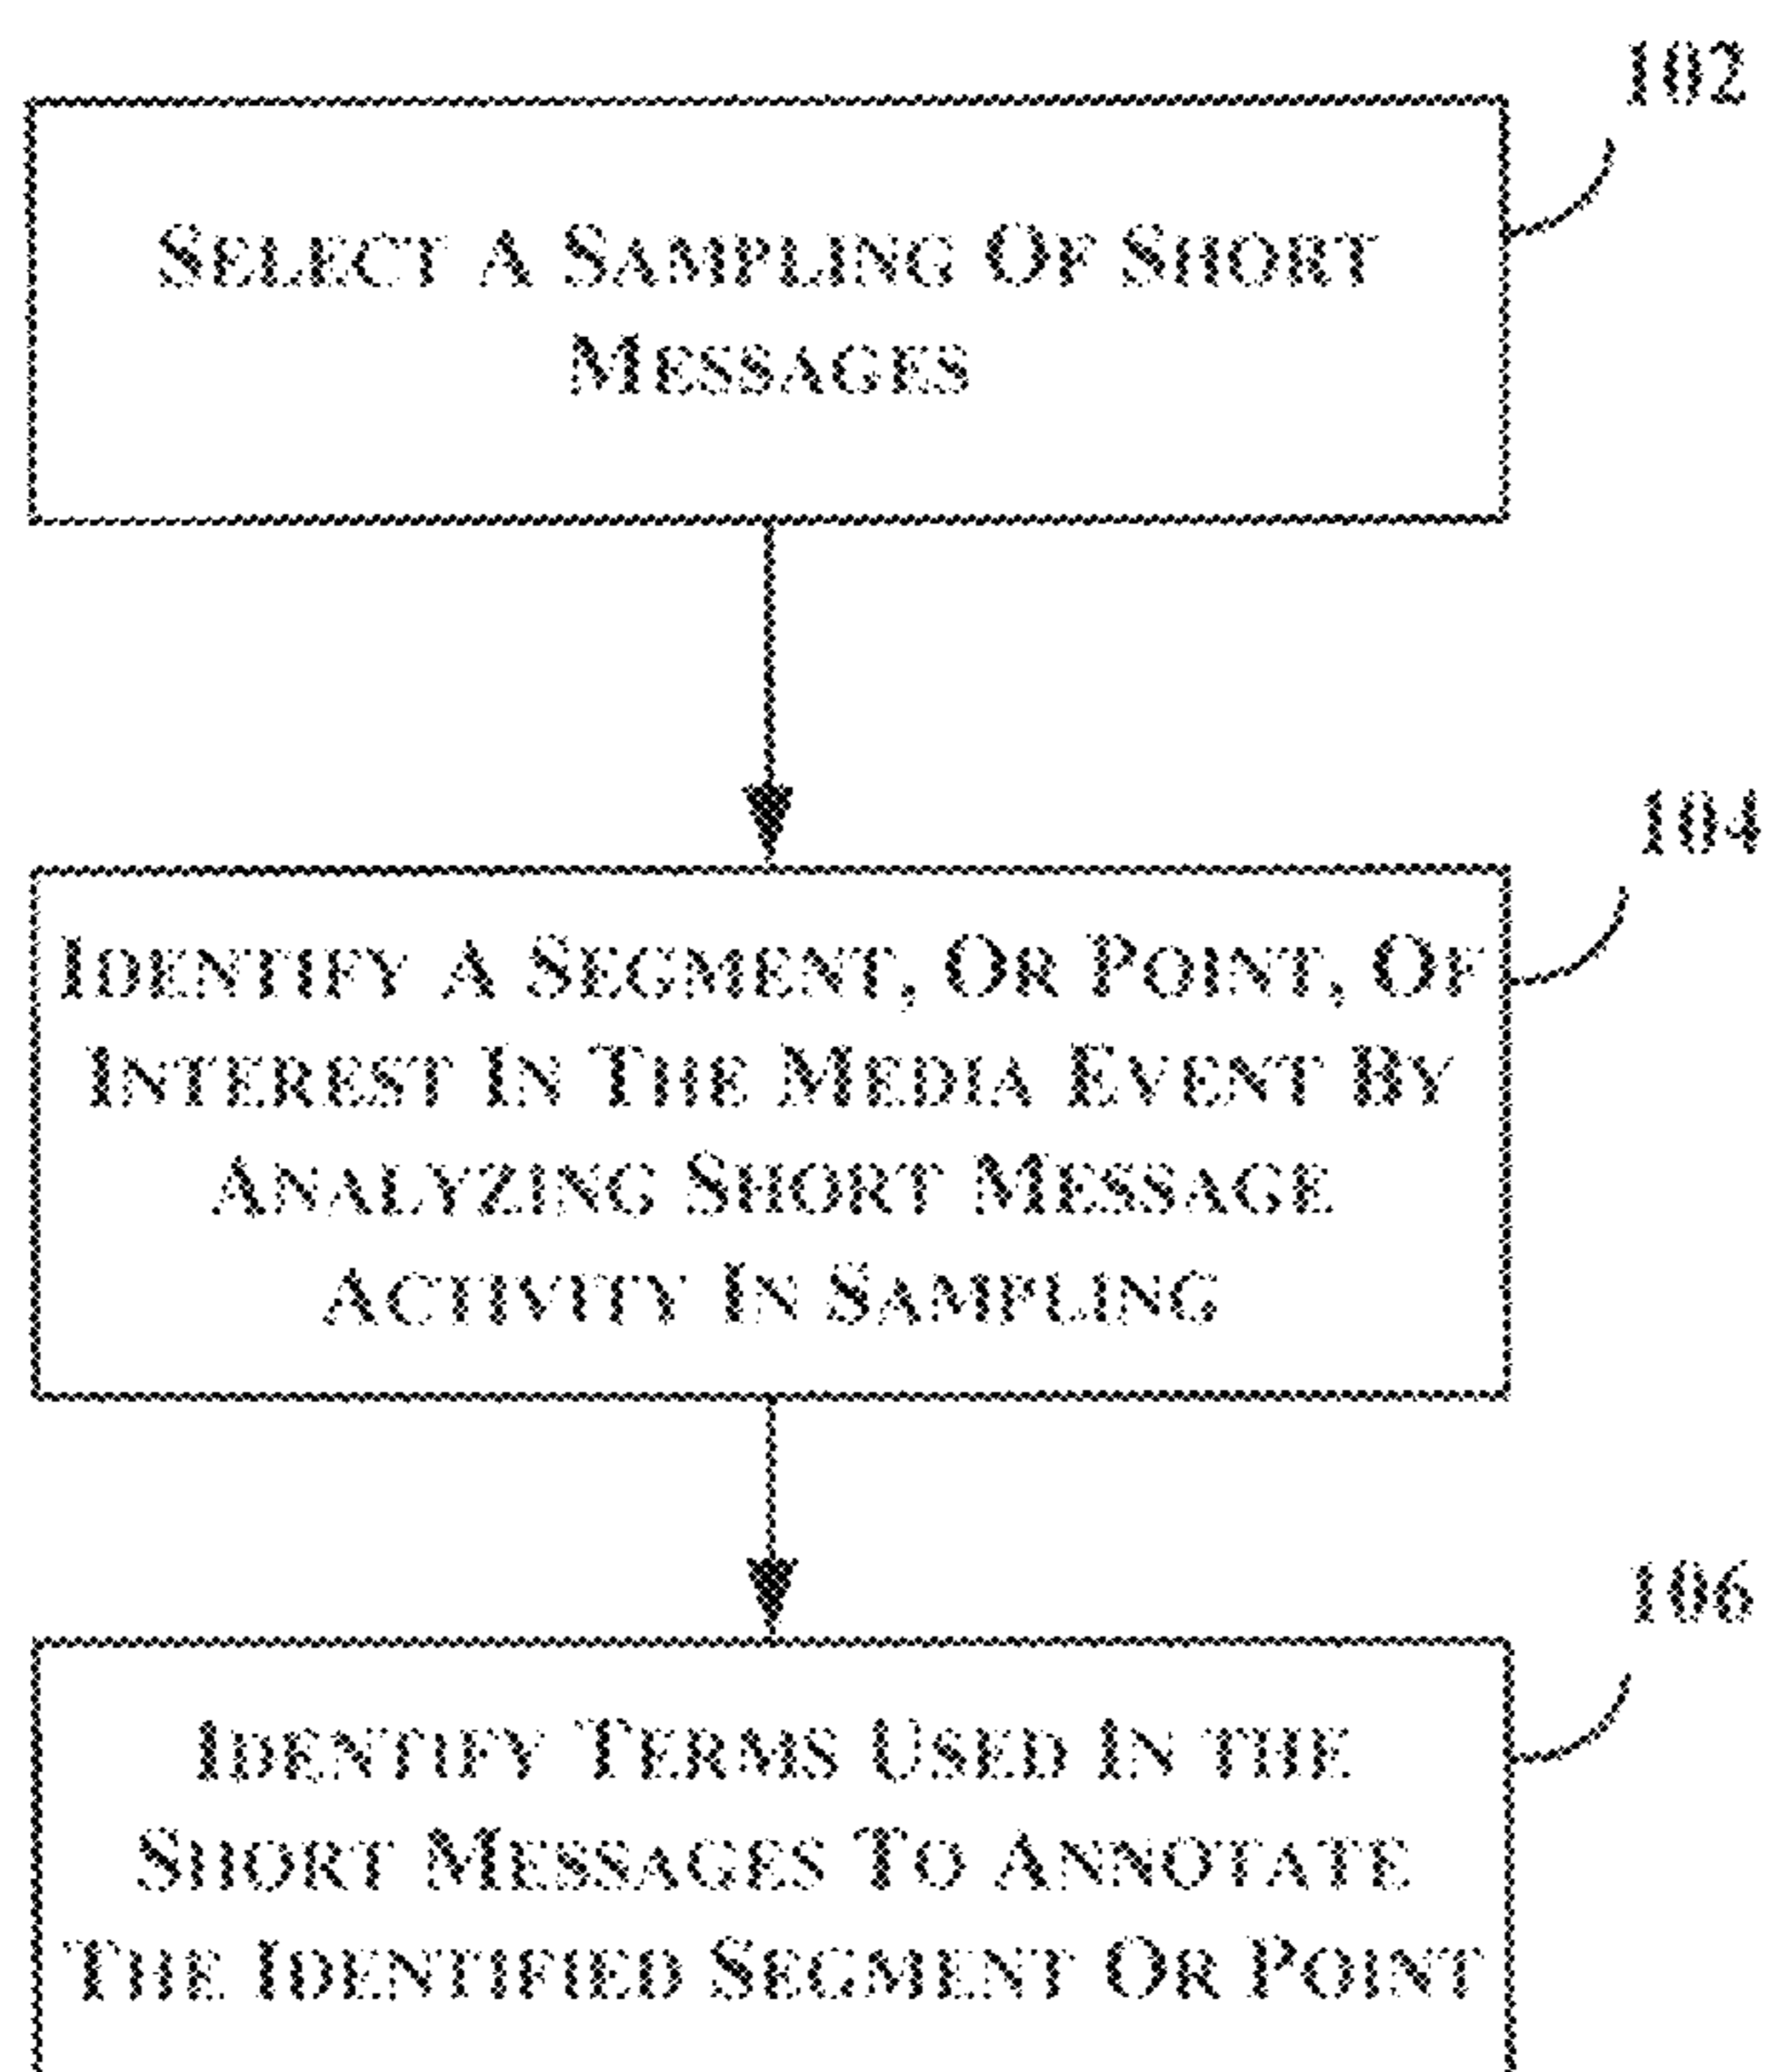 102
SELECT A SAMPLING OF SHORT
MESSAGES
104
IDENTIFY A SEGMENT, OR POINT, OF
INTEREST IN THE MEDIA EVENT BY
ANALYZING SHORT MESSAGE
ACTIVITY IN SAMPLING
106
IDENTIFY TERMS USED IN THE
SHORT MESSAGES TO ANNOTATE
THE IDENTIFIED SEGMENT OR POINT